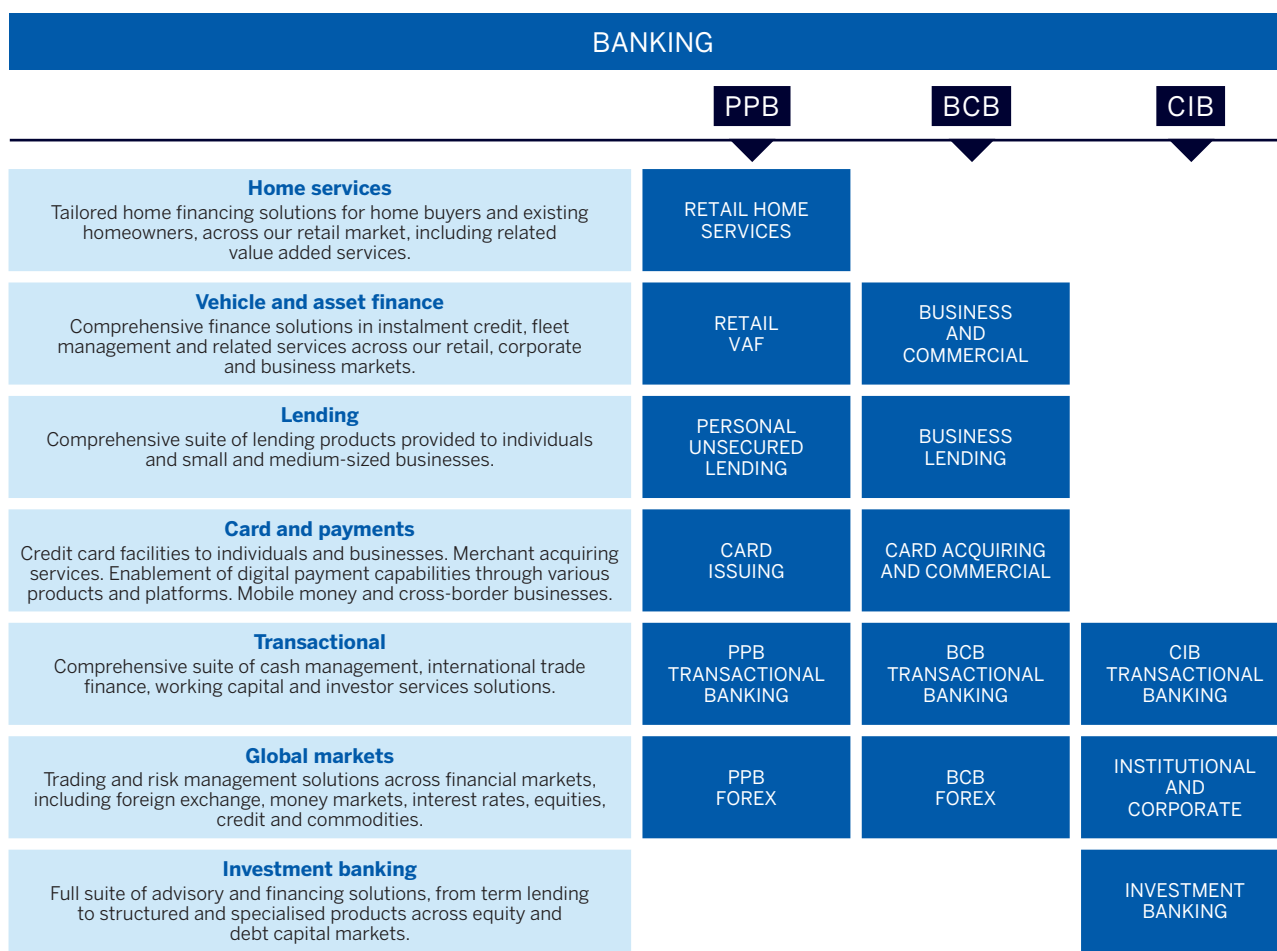 BANKING
PPB
BCB
CIB
Home services
Tailored home financing solutions for home buyers and existing
homeowners, across our retail market, including related
value added services.
RETAIL HOME
SERVICES
Vehicle and asset finance
Comprehensive finance solutions in instalment credit, fleet
management and related services across our retail, corporate
and business markets.
RETAIL
VAF
BUSINESS
AND
COMMERCIAL
Lending
Comprehensive suite of lending products provided to individuals
and small and medium-sized businesses.
PERSONAL
UNSECURED
LENDING
BUSINESS
LENDING
Card and payments
Credit card facilities to individuals and businesses. Merchant acquiring
services. Enablement of digital payment capabilities through various
products and platforms. Mobile money and cross-border businesses.
CARD
ISSUING
CARD ACQUIRING
AND COMMERCIAL
Transactional
Comprehensive suite of cash management, international trade
finance, working capital and investor services solutions.
PPB
TRANSACTIONAL
BANKING
BCB
TRANSACTIONAL
BANKING
CIB
TRANSACTIONAL
BANKING
Global markets
Trading and risk management solutions across financial markets,
including foreign exchange, money markets, interest rates, equities,
credit and commodities.
PPB
FOREX
BCB
FOREX
INSTITUTIONAL
AND
CORPORATE
Investment banking
Full suite of advisory and financing solutions, from term lending
to structured and specialised products across equity and
debt capital markets.
INVESTMENT
BANKING